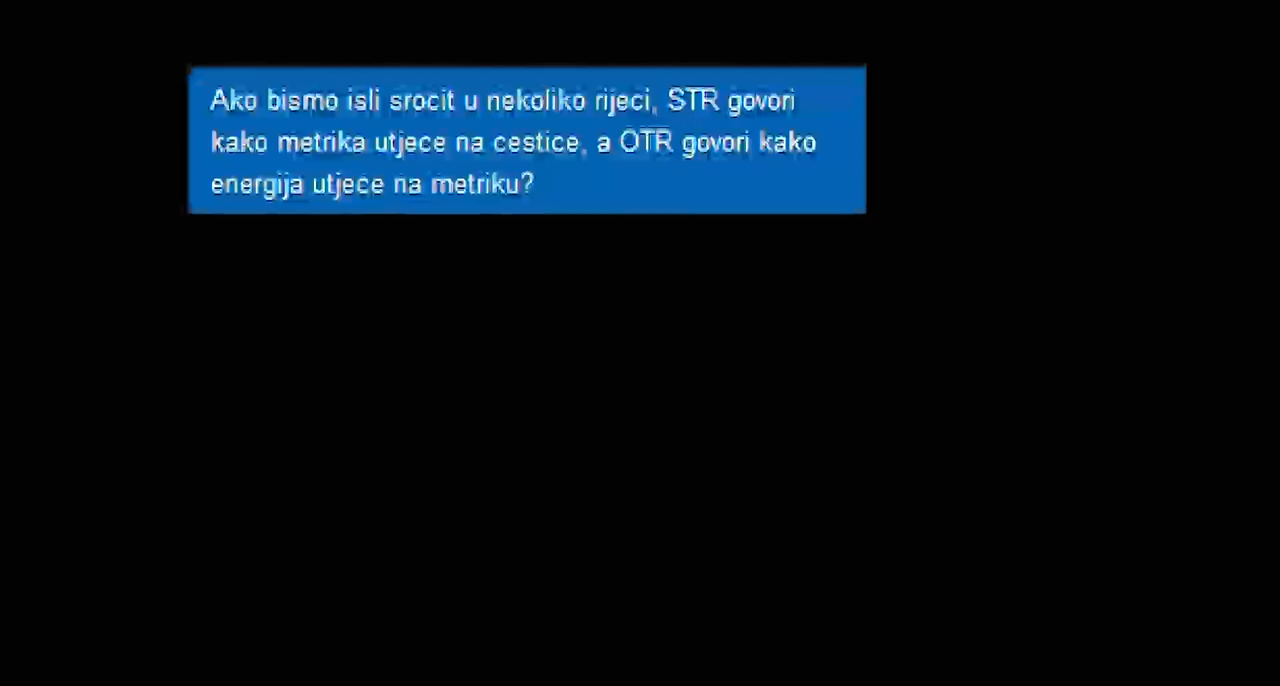 Ako bismo isli srocit u nekoliko rijeci, STR govori
kako metrika utjece na cestice, a OTR govori kako
energija utjece na metriku?